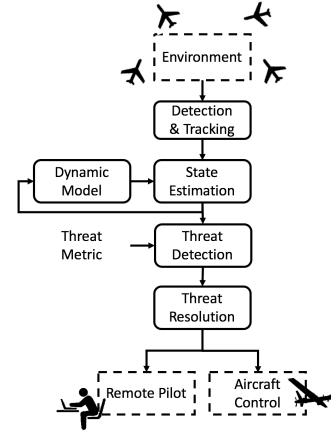 Environment
Detection
& Tracking
Dynamic
Model
State
Estimation
Threat
Metric
Threat
Detection
Threat
Resolution
Remote Pilot
Aircraft
Control